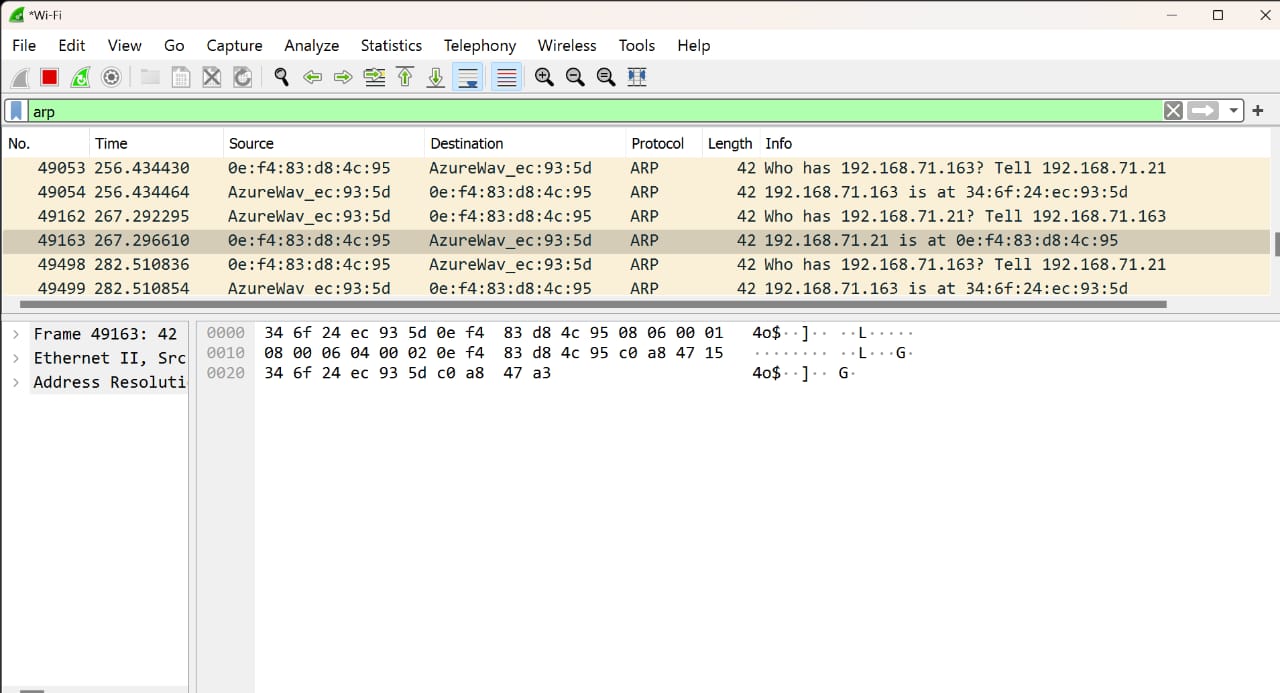 *Wi-Fi
File Edit View Go Capture Analyze Statistics Telephony Wireless Tools Help
arp
No. Time Source Destination Protocol Length Info
49053 256.434430 0e:f4:83:d8:4c:95 AzureWav_ec:93:5d ARP 42 Who has 192.168.71.163? Tell 192.168.71.21
49054 256.434464 AzureWav_ec:93:5d 0e:f4:83:d8:4c:95 ARP 42 192.168.71.163 is at 34:6f:24:ec:93:5d
49162 267.292295 AzureWav_ec:93:5d 0e:f4:83:d8:4c:95 ARP 42 Who has 192.168.71.21? Tell 192.168.71.163
49163 267.296610 0e:f4:83:d8:4c:95 AzureWav_ec:93:5d ARP 42 192.168.71.21 is at 0e:f4:83:d8:4c:95
49498 282.510836 0e:f4:83:d8:4c:95 AzureWav_ec:93:5d ARP 42 Who has 192.168.71.163? Tell 192.168.71.21
49499 282.510854 AzureWav_ec:93:5d 0e:f4:83:d8:4c:95 ARP 42 192.168.71.163 is at 34:6f:24:ec:93:5d
Frame 49163: 42
Ethernet II, Src
Address Resoluti
0000 34 6f 24 ec 93 5d 0e f4 83 d8 4c 95 08 06 00 01 4o$··]·· ··L·····
0010 08 00 06 04 00 02 0e f4 83 d8 4c 95 c0 a8 47 15 ········ ··L···G·
0020 34 6f 24 ec 93 5d c0 a8 47 a3 4o$··]·· G·